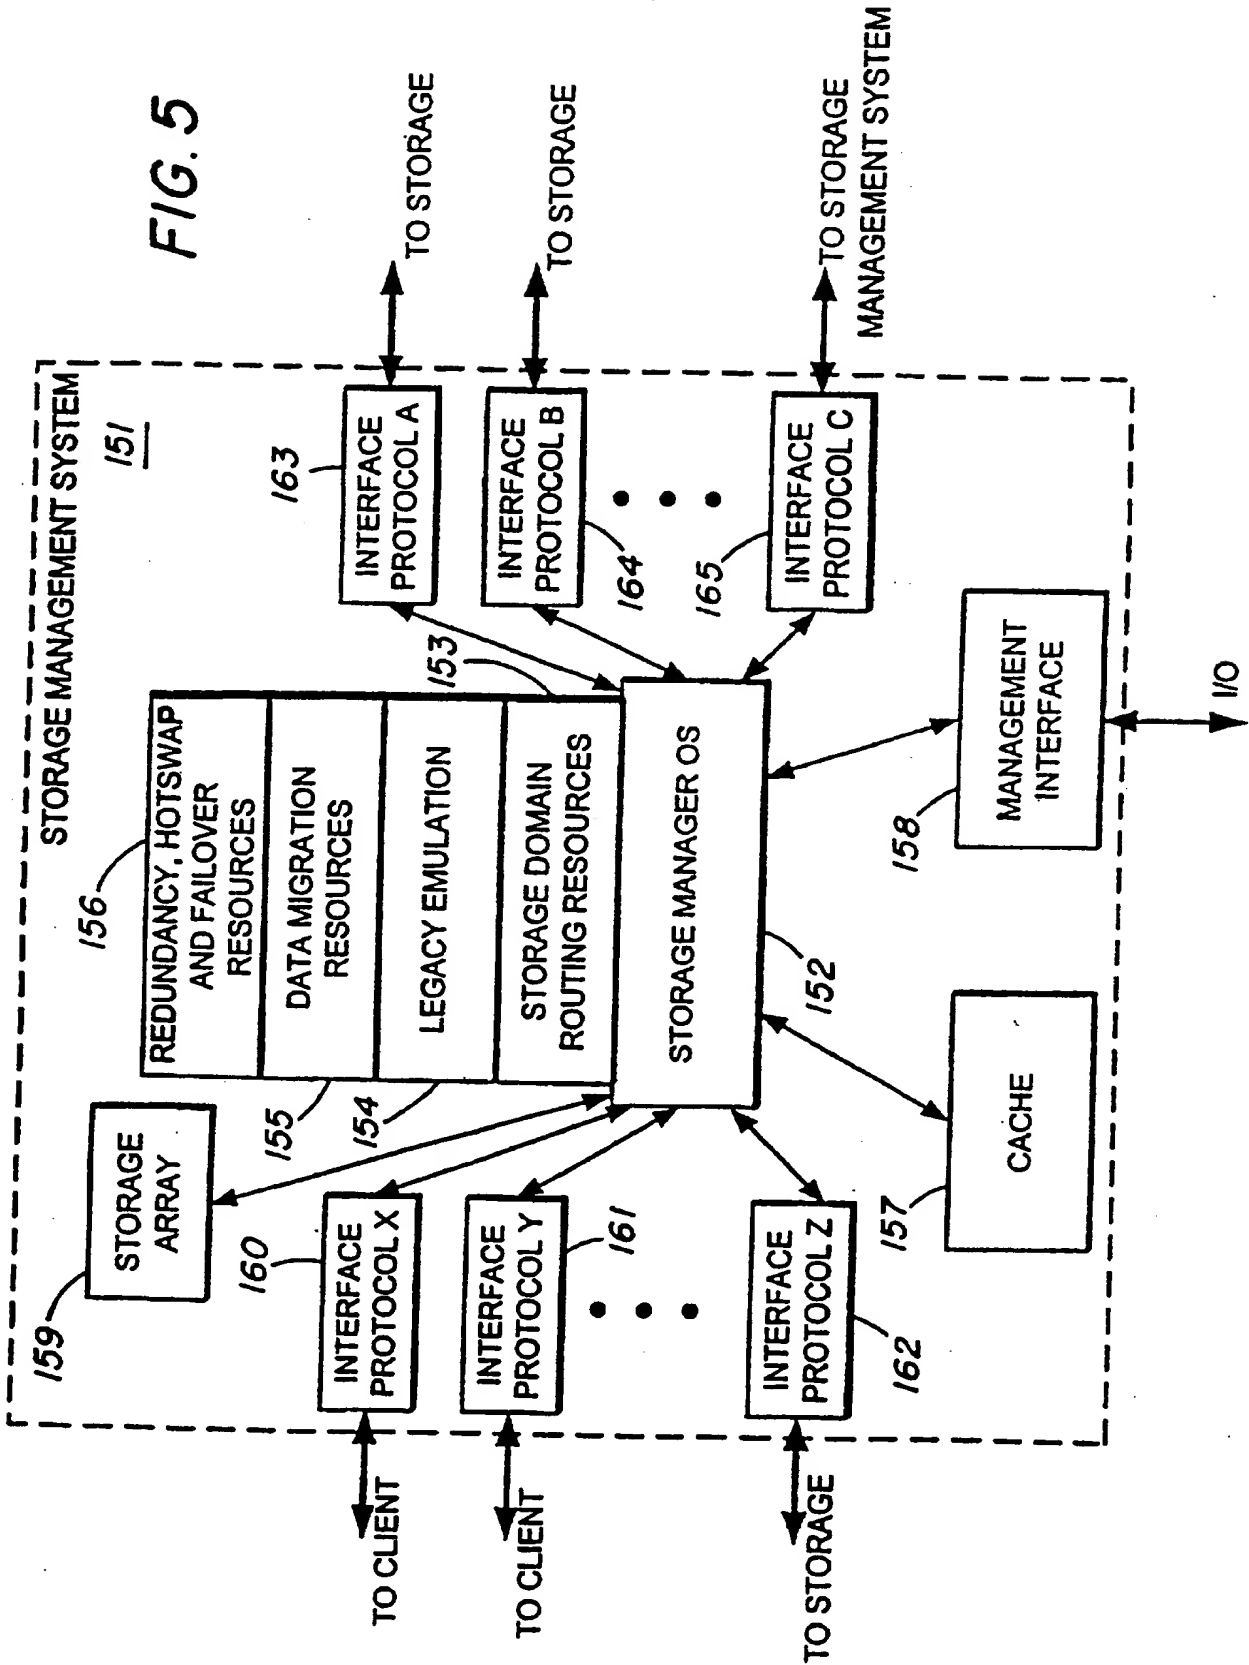 FIG. 5
STORAGE MANAGEMENT SYSTEM
151
159
STORAGE
ARRAY
156
REDUNDANCY, HOTSWAP
AND FAILOVER
RESOURCES
155
DATA MIGRATION
RESOURCES
154
LEGACY EMULATION
153
STORAGE DOMAIN
ROUTING RESOURCES
STORAGE MANAGER OS
152
TO CLIENT
160
INTERFACE
PROTOCOL X
TO CLIENT
INTERFACE
PROTOCOL Y
161
TO STORAGE
INTERFACE
PROTOCOL Z
162
163
INTERFACE
PROTOCOL A
TO STORAGE
INTERFACE
PROTOCOL B
164
TO STORAGE
165
INTERFACE
PROTOCOL C
TO STORAGE
MANAGEMENT SYSTEM
157
CACHE
158
MANAGEMENT
INTERFACE
I/O